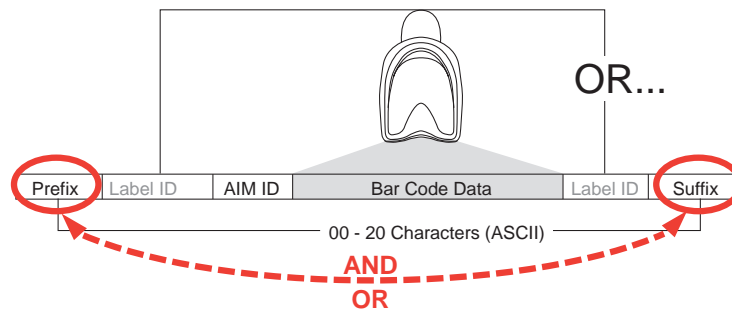 OR...
Prefix Label ID AIM ID Bar Code Data Label ID Suffix
00 - 20 Characters (ASCII)
AND
OR